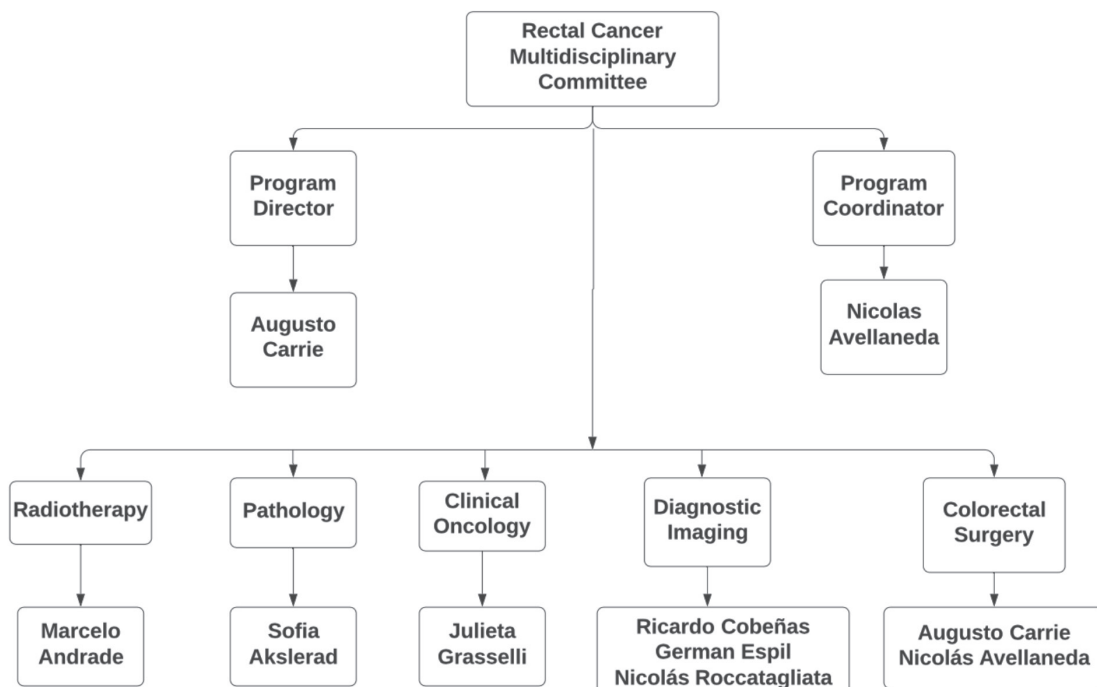 Rectal Cancer
Multidisciplinary
Committee
Program
Director
Program
Coordinator
Augusto
Carrie
Nicolas
Avellaneda
Radiotherapy
Pathology
Clinical
Oncology
Diagnostic
Imaging
Colorectal
Surgery
Marcelo
Andrade
Sofia
Akslerad
Julieta
Grasselli
Ricardo Cobeñas
German Espil
Nicolás Roccatagliata
Augusto Carrie
Nicolás Avellaneda